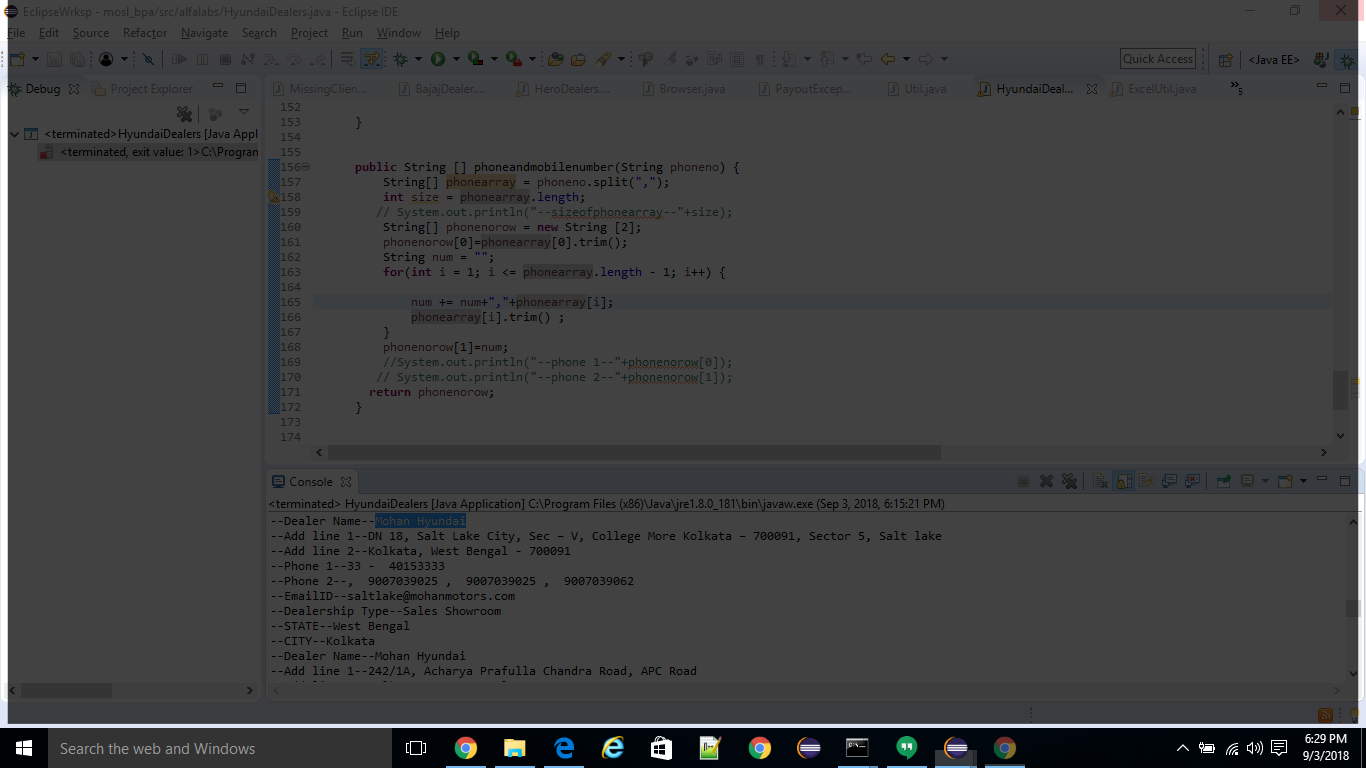 EclipseWrksp - mosl_bpa/src/alfalabs/HyundaiDealers.java - Eclipse IDE
File Edit Source Refactor Navigate Search Project Run Window Help
Quick Access <Java EE>
Debug Project Explorer
MissingClien... BajajDealer.... HeroDealers.... Browser.java PayoutExcep... Util.java HyundaiDeal... ExcelUtil.java »5
<terminated>HyundaiDealers [Java Appl
<terminated, exit value: 1>C:\Program
152
153 }
154
155
156 public String [] phoneandmobilenumber(String phoneno) {
157 String[] phonearray = phoneno.split(",");
158 int size = phonearray.length;
159 // System.out.println("--sizeofphonearray--"+size);
160 String[] phonenorow = new String [2];
161 phonenorow[0]=phonearray[0].trim();
162 String num = "";
163 for(int i = 1; i <= phonearray.length - 1; i++) {
164
165 num += num+","+phonearray[i];
166 phonearray[i].trim() ;
167 }
168 phonenorow[1]=num;
169 //System.out.println("--phone 1--"+phonenorow[0]);
170 // System.out.println("--phone 2--"+phonenorow[1]);
171 return phonenorow;
172 }
173
174
Console
<terminated> HyundaiDealers [Java Application] C:\Program Files (x86)\Java\jre1.8.0_181\bin\javaw.exe (Sep 3, 2018, 6:15:21 PM)
--Dealer Name--Mohan Hyundai
--Add line 1--DN 18, Salt Lake City, Sec – V, College More Kolkata – 700091, Sector 5, Salt lake
--Add line 2--Kolkata, West Bengal - 700091
--Phone 1--33 - 40153333
--Phone 2--, 9007039025 , 9007039025 , 9007039062
--EmailID--saltlake@mohanmotors.com
--Dealership Type--Sales Showroom
--STATE--West Bengal
--CITY--Kolkata
--Dealer Name--Mohan Hyundai
--Add line 1--242/1A, Acharya Prafulla Chandra Road, APC Road
Search the web and Windows
6:29 PM
9/3/2018